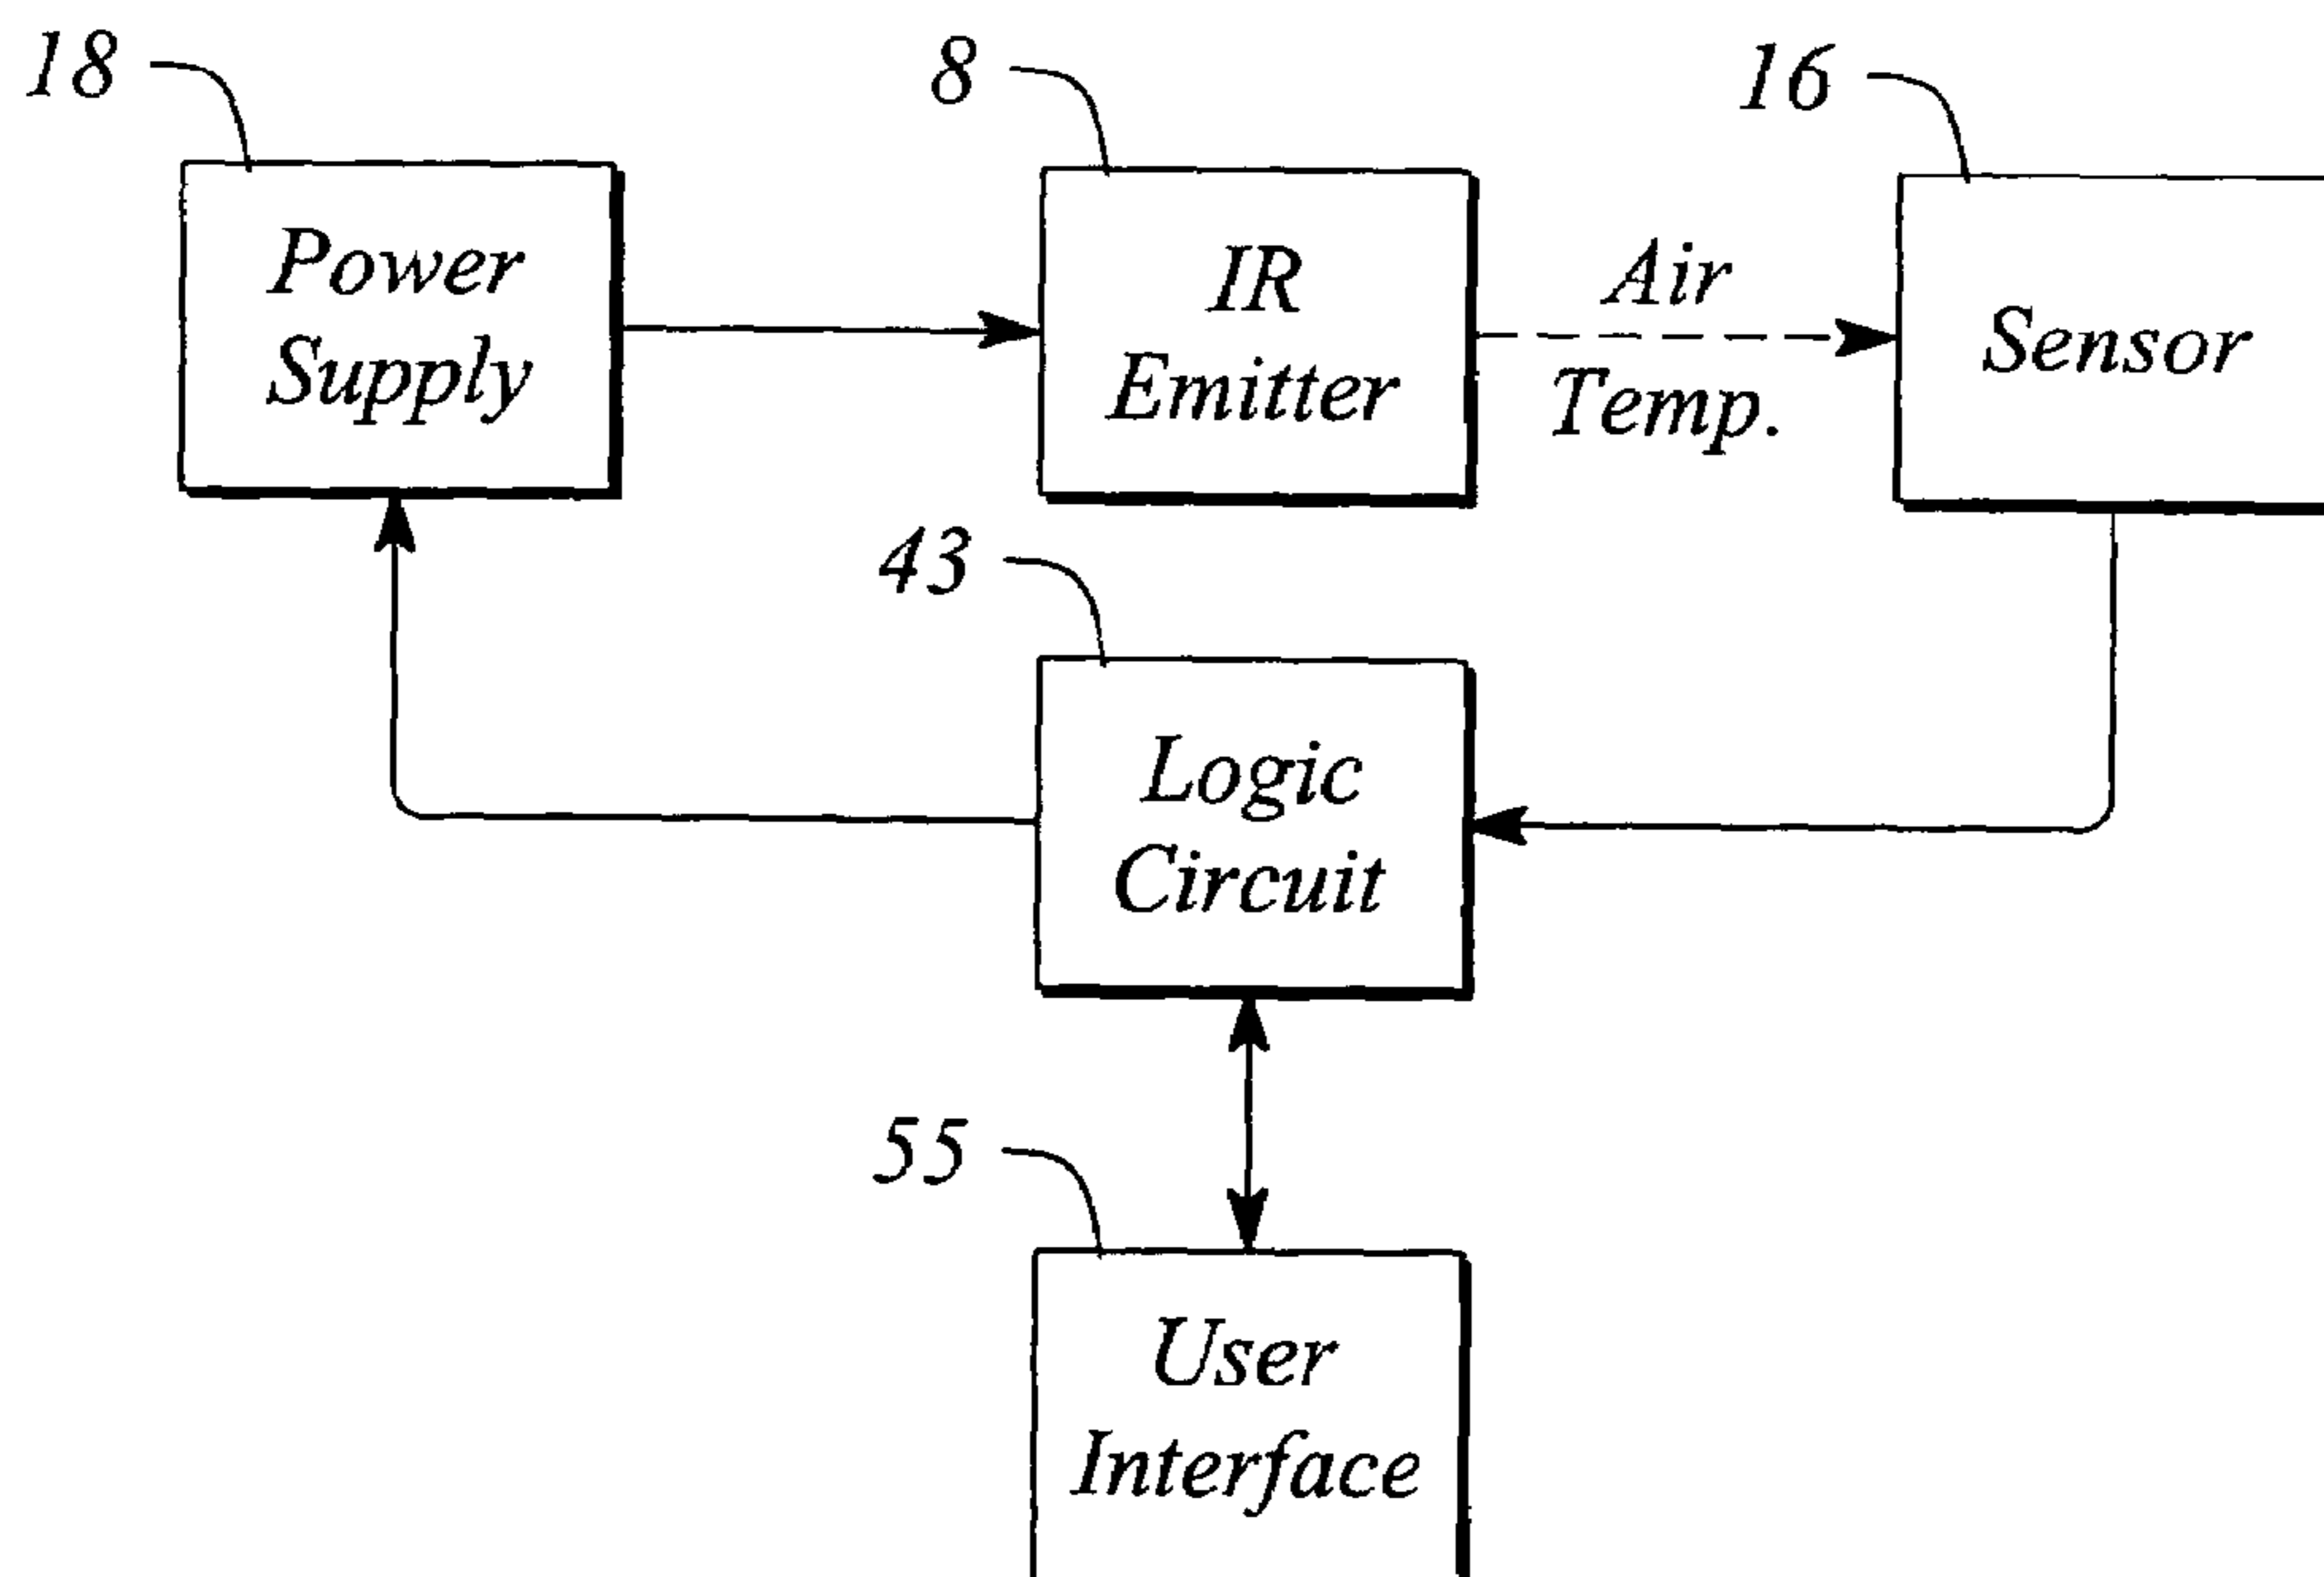 18
8
16
Power
Supply
IR
Emitter
Air
Temp.
Sensor
43
Logic
Circuit
55
User
Interface